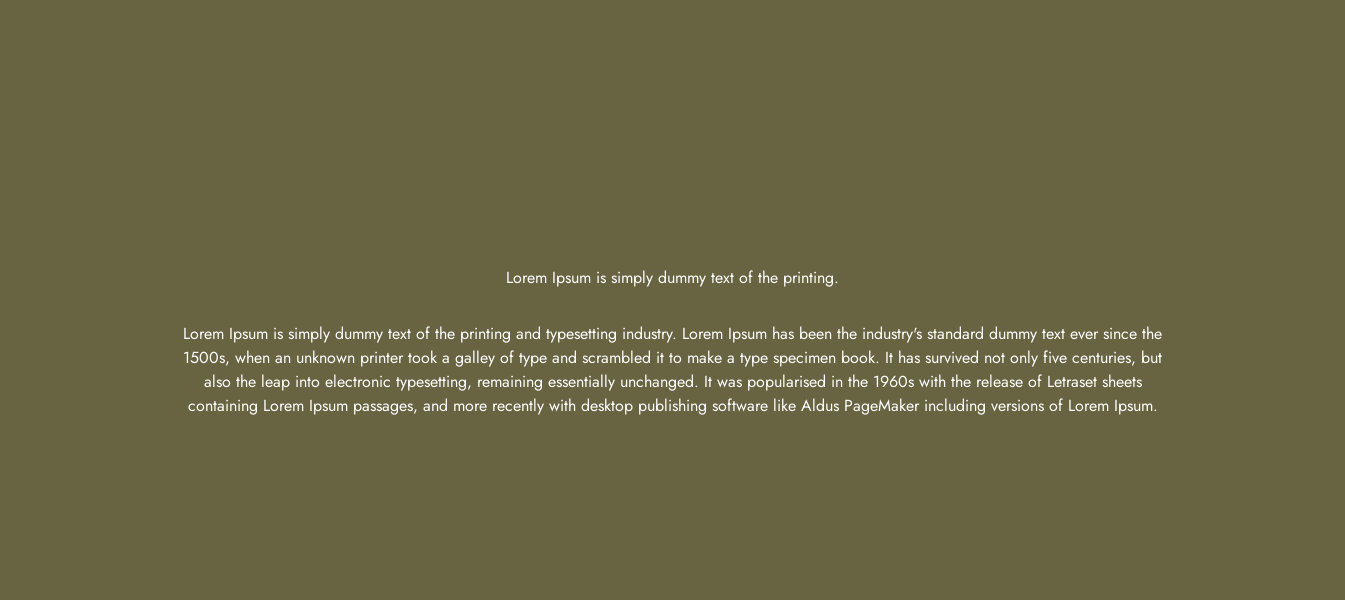 Lorem Ipsum is simply dummy text of the printing.
Lorem Ipsum is simply dummy text of the printing and typesetting industry. Lorem Ipsum has been the industry's standard dummy text ever since the
1500s, when an unknown printer took a galley of type and scrambled it to make a type specimen book. It has survived not only five centuries, but
also the leap into electronic typesetting, remaining essentially unchanged. It was popularised in the 1960s with the release of Letraset sheets
containing Lorem Ipsum passages, and more recently with desktop publishing software like Aldus PageMaker including versions of Lorem Ipsum.